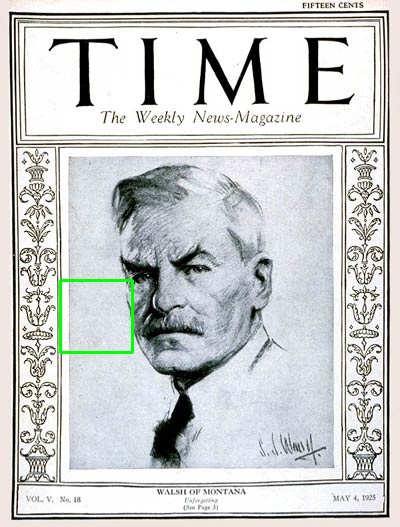 FIFTEEN CENTS
TIME
The Weekly News-Magazine
VOL. V. No. 18
WALSH OF MONTANA
Unforgetting
(See Page 3)
MAY 4, 1925